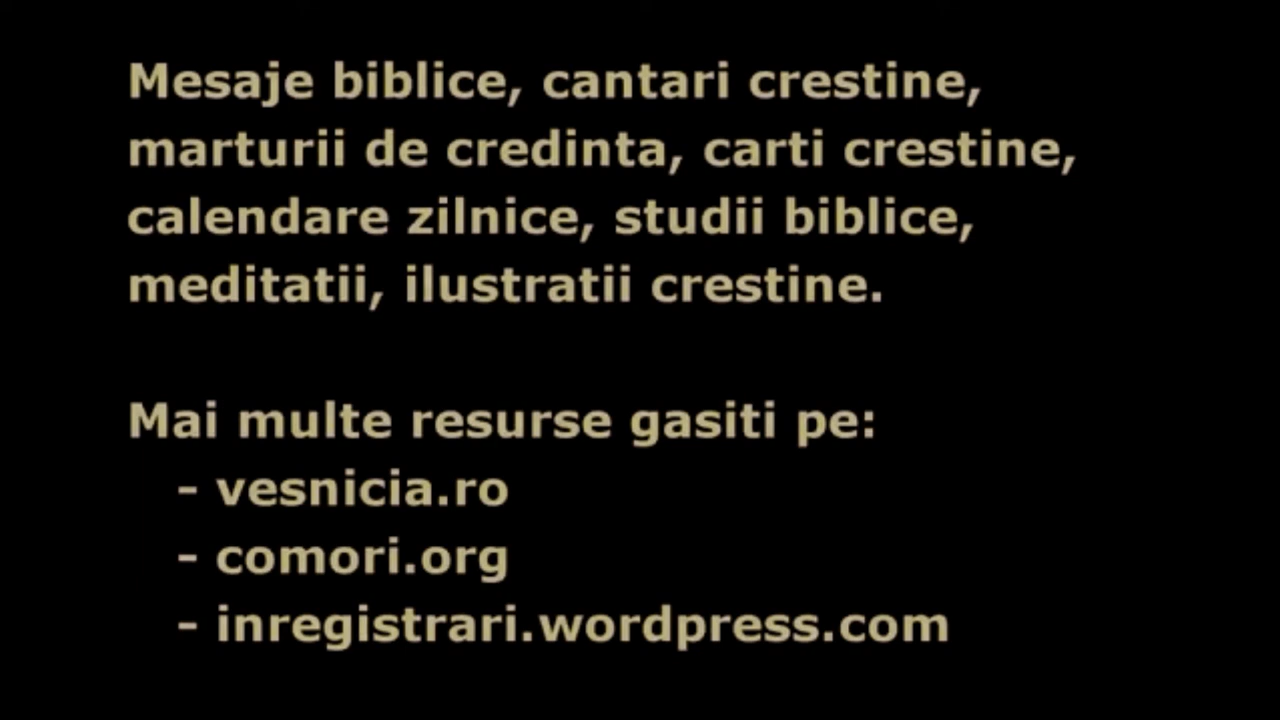 Mesaje biblice, cantari crestine,
marturii de credinta, carti crestine,
calendare zilnice, studii biblice,
meditatii, ilustratii crestine.
Mai multe resurse gasiti pe:
- vesnicia.ro
- comori.org
- inregistrari.wordpress.com